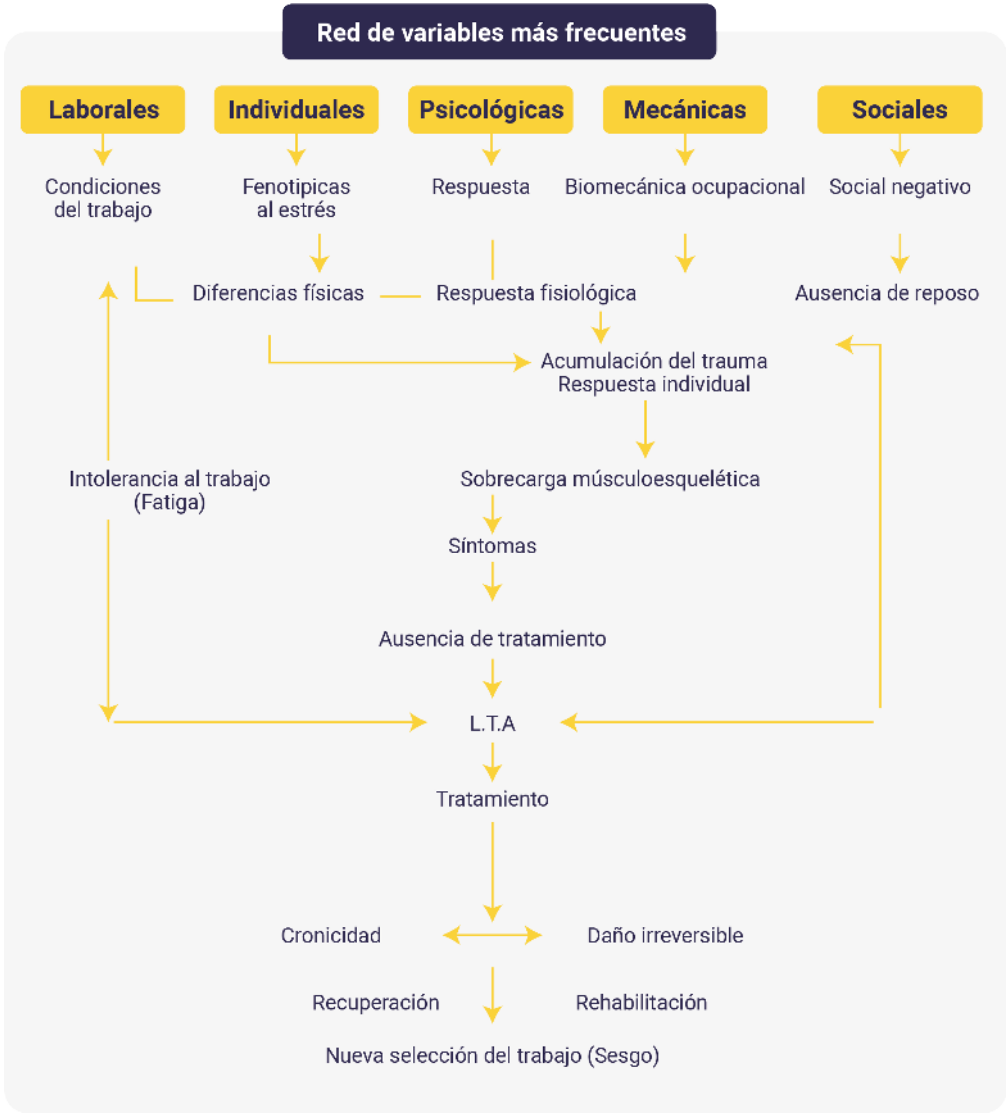 Red de variables más frecuentes
Laborales
Individuales
Psicológicas
Mecánicas
Sociales
Condiciones
del trabajo
Fenotipicas
al estrés
Respuesta
Biomecánica ocupacional
Social negativo
Diferencias físicas
Respuesta fisiológica
Ausencia de reposo
Acumulación del trauma
Respuesta individual
Intolerancia al trabajo
(Fatiga)
Sobrecarga músculoesquelética
Síntomas
Ausencia de tratamiento
L.T.A
Tratamiento
Cronicidad
Daño irreversible
Recuperación
Rehabilitación
Nueva selección del trabajo (Sesgo)